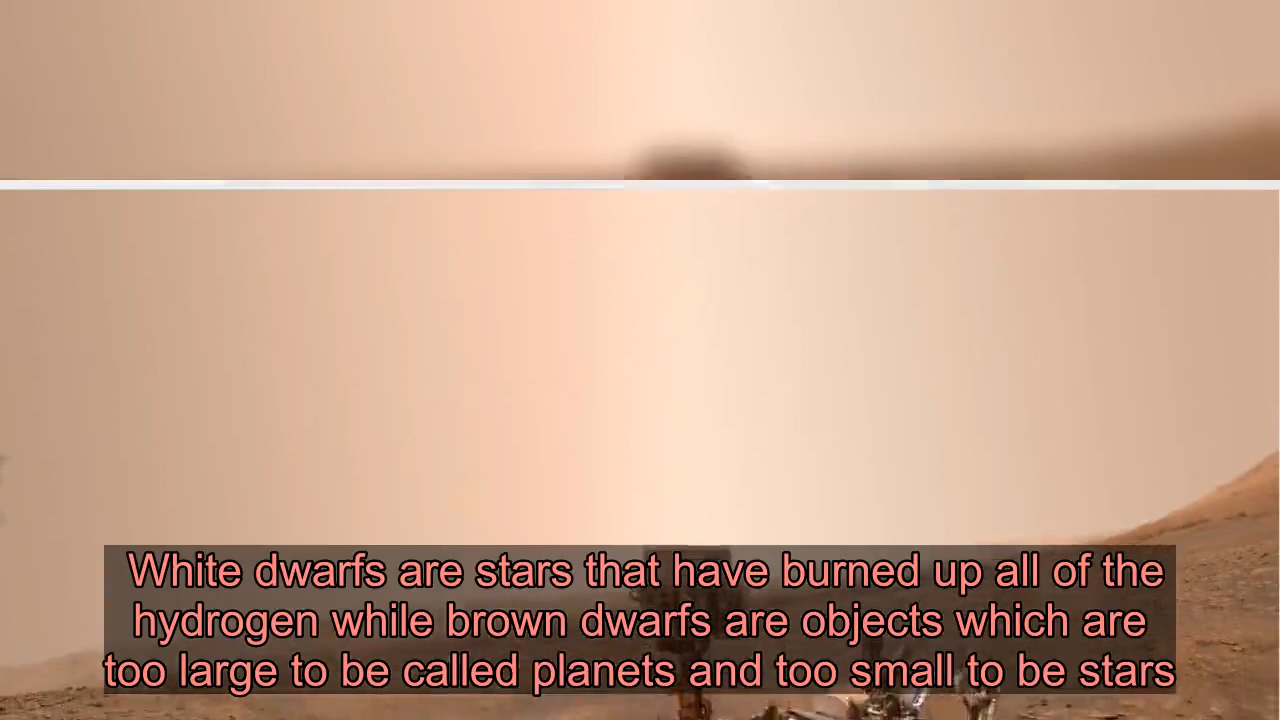 White dwarfs are stars that have burned up all of the
hydrogen while brown dwarfs are objects which are
too large to be called planets and too small to be stars